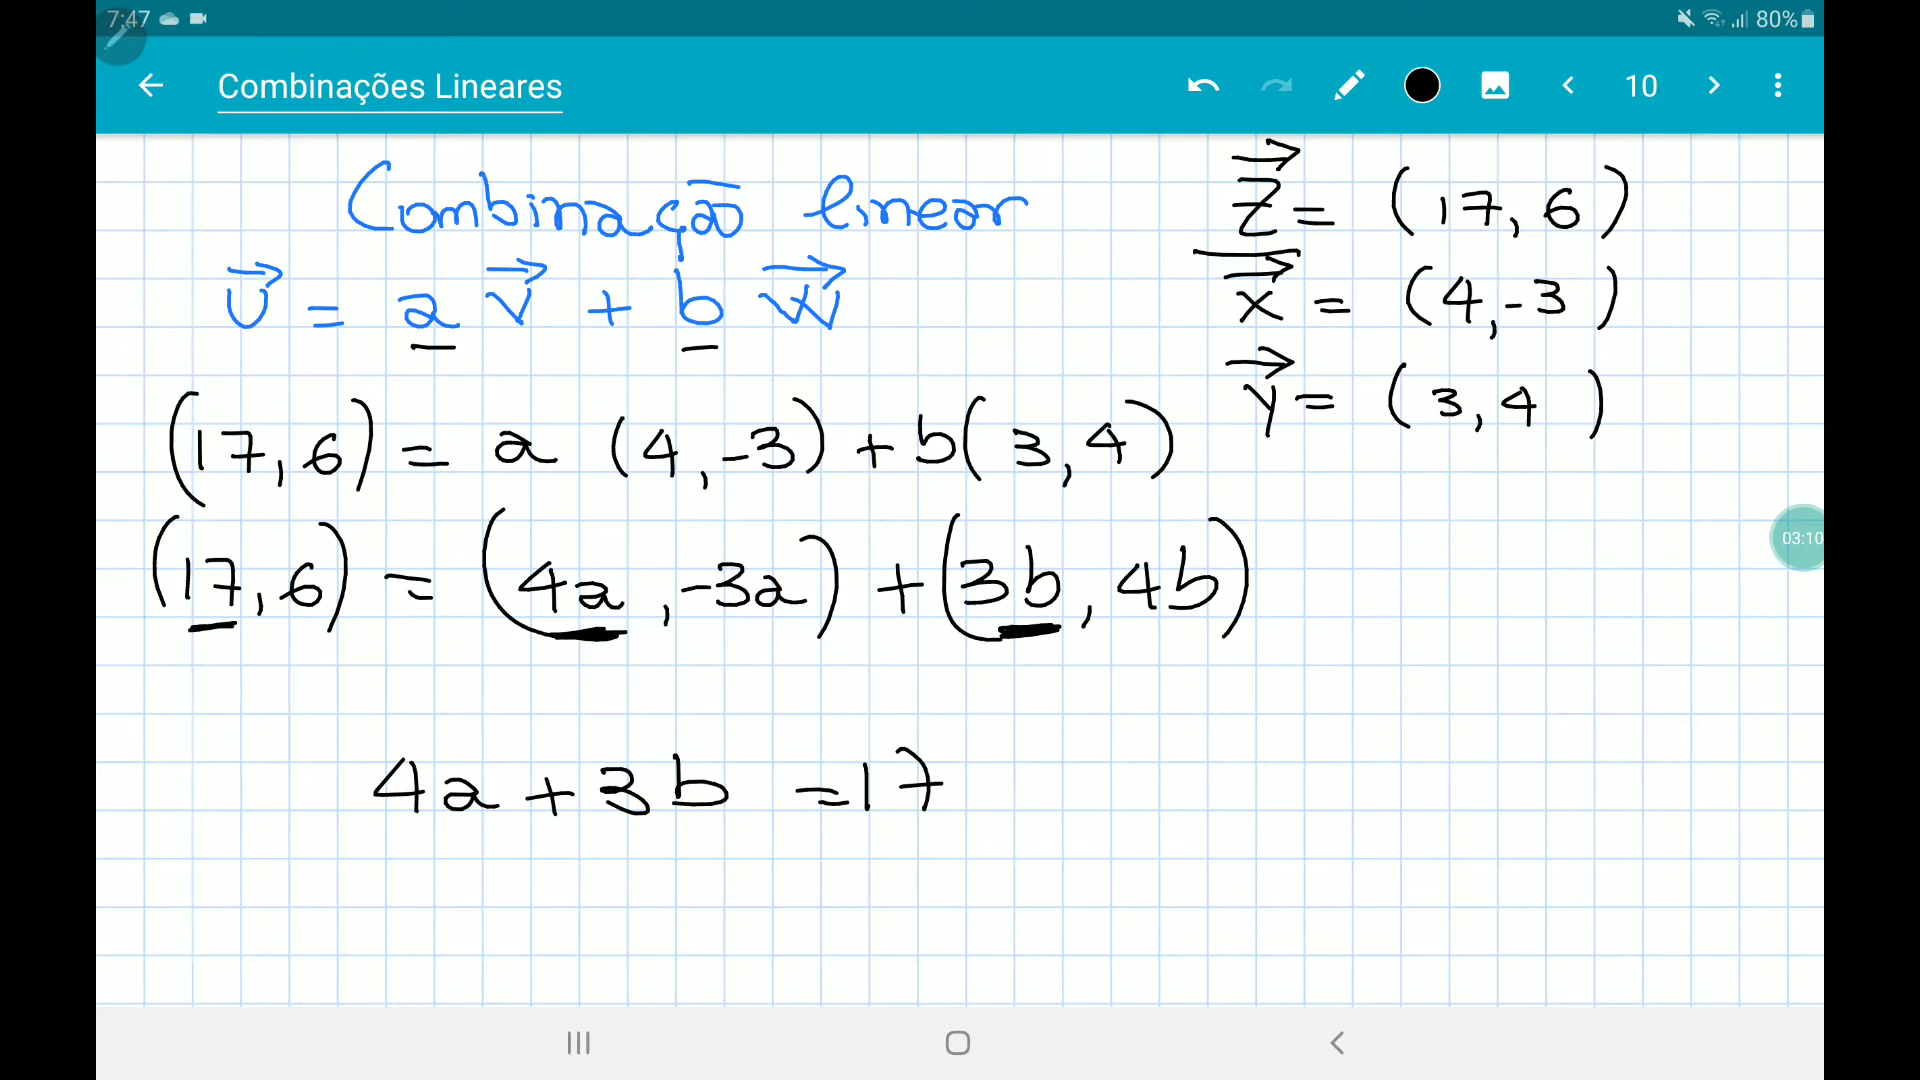 7:47 80%
Combinações Lineares 10
Combinação linear
U⃗ = a V⃗ + b W⃗
Z⃗ = (17, 6)
X⃗ = (4, -3)
Y⃗ = (3, 4)
(17, 6) = a (4, -3) + b(3, 4)
(17, 6) = (4a, -3a) + (3b, 4b)
03:10
4a + 3b = 17